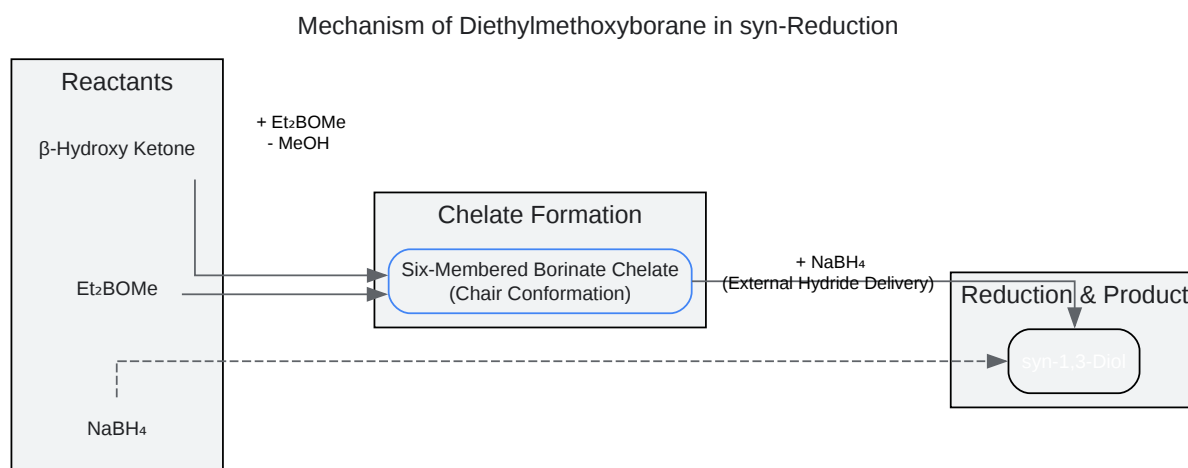 Mechanism of Diethylmethoxyborane in syn-Reduction
Reactants
β-Hydroxy Ketone
+ Et₂BOMe
- MeOH
Chelate Formation
Six-Membered Borinate Chelate
(Chair Conformation)
Et₂BOMe
+ NaBH₄
(External Hydride Delivery)
Reduction & Product
syn-1,3-Diol
NaBH₄